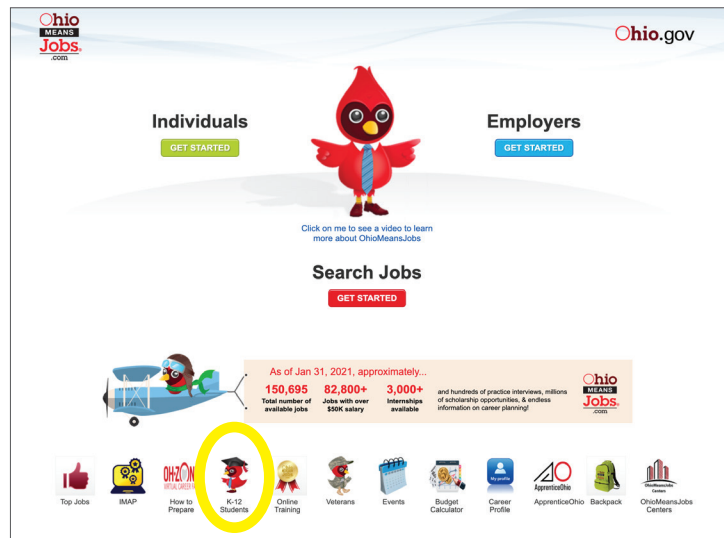 Ohio
MEANS
Jobs®
.com
Ohio.gov
Individuals
GET STARTED
Employers
GET STARTED
Click on me to see a video to learn
more about OhioMeansJobs
Search Jobs
GET STARTED
As of Jan 31, 2021, approximately...
150,695
Total number of
available jobs
82,800+
Jobs with over
$50K salary
3,000+
Internships
available
and hundreds of practice interviews, millions
of scholarship opportunities, & endless
information on career planning!
Ohio
MEANS
Jobs®
.com
Top Jobs
IMAP
OH-ZONE
VIRTUAL CAREER FAIR
How to
Prepare
K-12
Students
Online
Training
Veterans
Events
Budget
Calculator
My profile
Career
Profile
ApprenticeOhio
ApprenticeOhio
Backpack
OhioMeansJobs
Centers
OhioMeansJobs
Centers